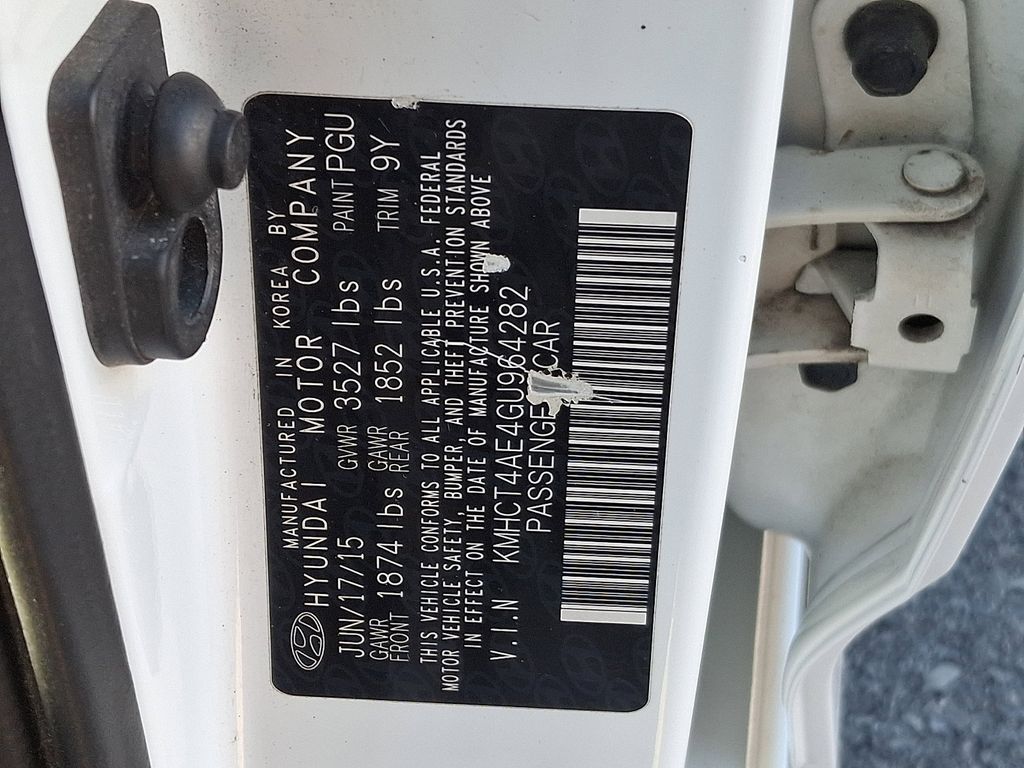 MANUFACTURED IN KOREA BY
HYUNDAI MOTOR COMPANY
JUN/17/15 GVWR 3527 lbs PAINT PGU
GAWR FRONT 1874 lbs GAWR REAR 1852 lbs TRIM 9Y
THIS VEHICLE CONFORMS TO ALL APPLICABLE U.S.A. FEDERAL
MOTOR VEHICLE SAFETY, BUMPER, AND THEFT PREVENTION STANDARDS
IN EFFECT ON THE DATE OF MANUFACTURE SHOWN ABOVE
V.I.N KMHCT4AE4GU964282
PASSENGE CAR